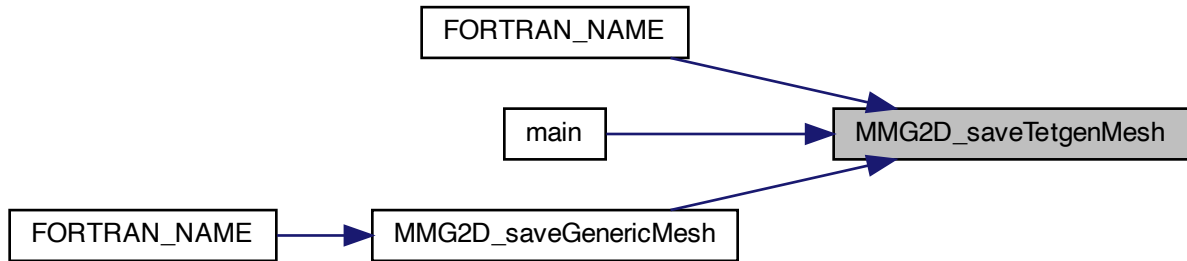 FORTRAN_NAME
main
MMG2D_saveTetgenMesh
FORTRAN_NAME
MMG2D_saveGenericMesh